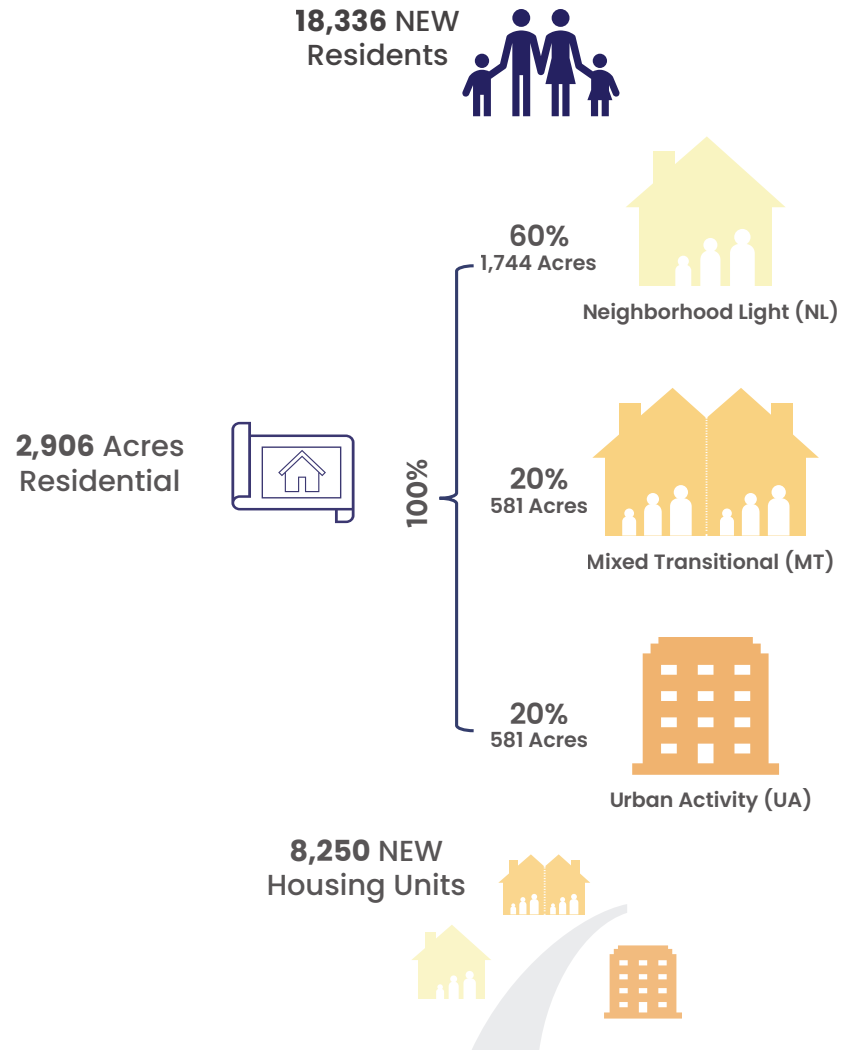 18,336 NEW
Residents
60%
1,744 Acres
Neighborhood Light (NL)
2,906 Acres
Residential
100%
20%
581 Acres
Mixed Transitional (MT)
20%
581 Acres
Urban Activity (UA)
8,250 NEW
Housing Units